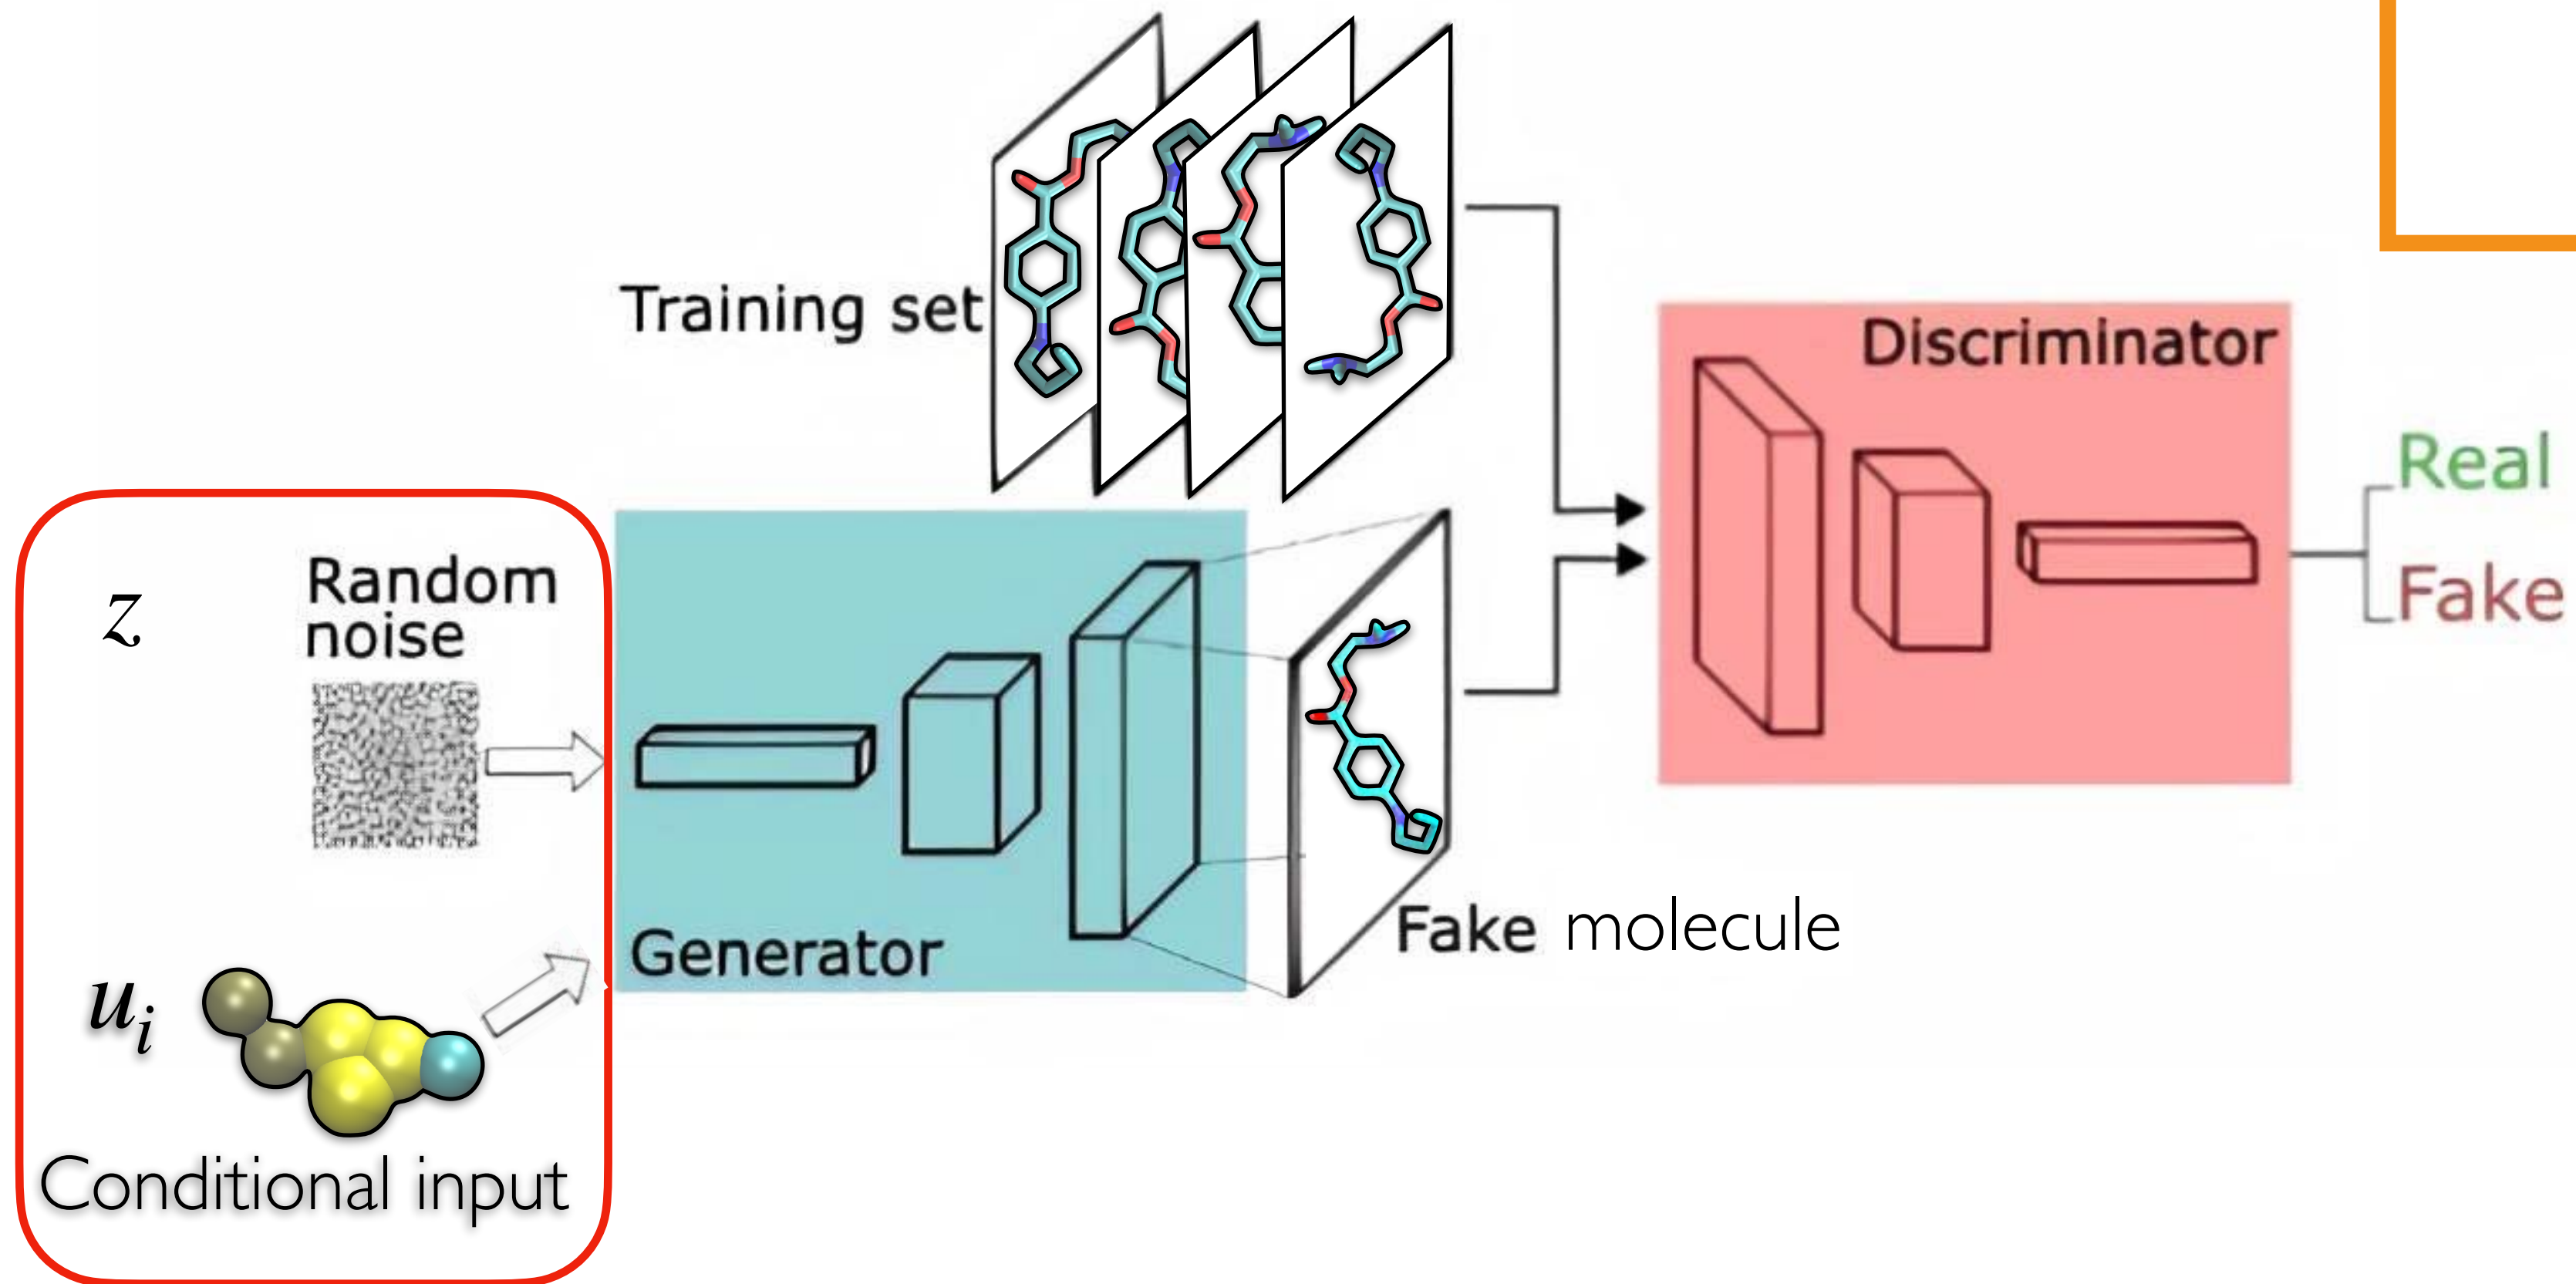 Training set
Discriminator
Real
Fake
z
Random
noise
Generator
Fake molecule
u_i
Conditional input